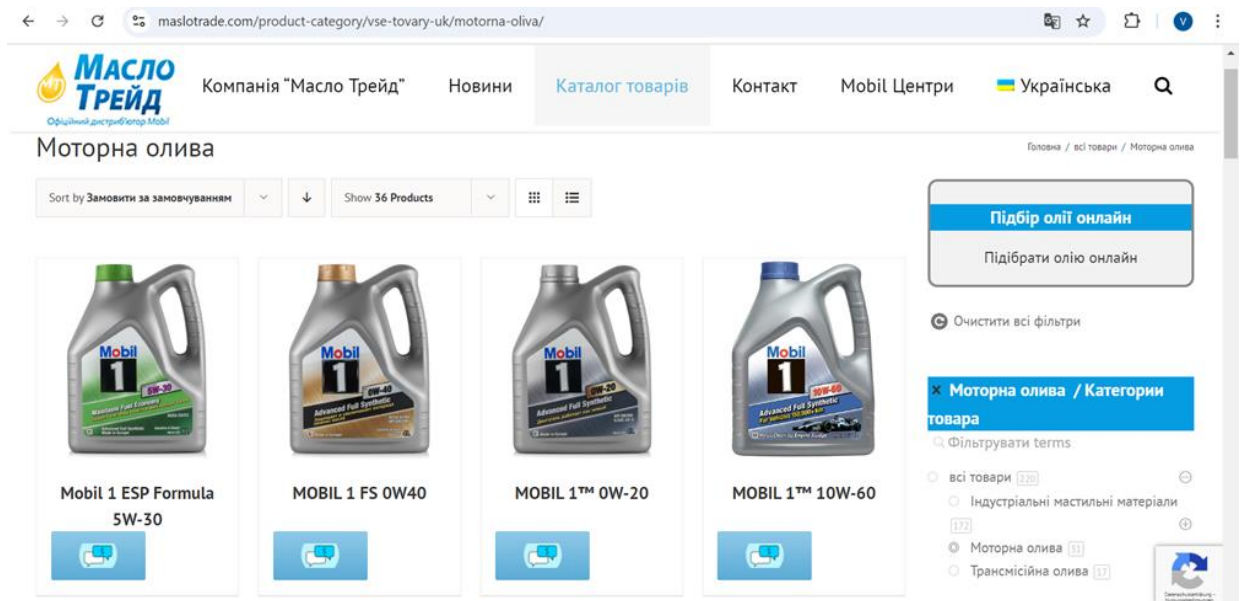 maslotrade.com/product-category/vse-tovary-uk/motorna-oliva/
V
МАСЛО
ТРЕЙД
Офіційний дистриб'ютор Mobil
Компанія “Масло Трейд”
Новини
Каталог товарів
Контакт
Mobil Центри
Українська
Моторна олива
Головна / всі товари / Моторна олива
Sort by Замовити за замовчуванням
Show 36 Products
Підбір олії онлайн
Підібрати олію онлайн
Очистити всі фільтри
Mobil
1
5W-30
Advanced Full Synthetic
Mobil
1
0W-40
Advanced Full Synthetic
Mobil
1
0W-20
Advanced Full Synthetic
Mobil
1
10W-60
Advanced Full Synthetic
Mobil 1 ESP Formula
5W-30
MOBIL 1 FS 0W40
MOBIL 1™ 0W-20
MOBIL 1™ 10W-60
Моторна олива / Категории
товара
Фільтрувати terms
всі товари 220
Індустріальні мастильні матеріали
172
Моторна олива 31
Трансмісійна олива 17